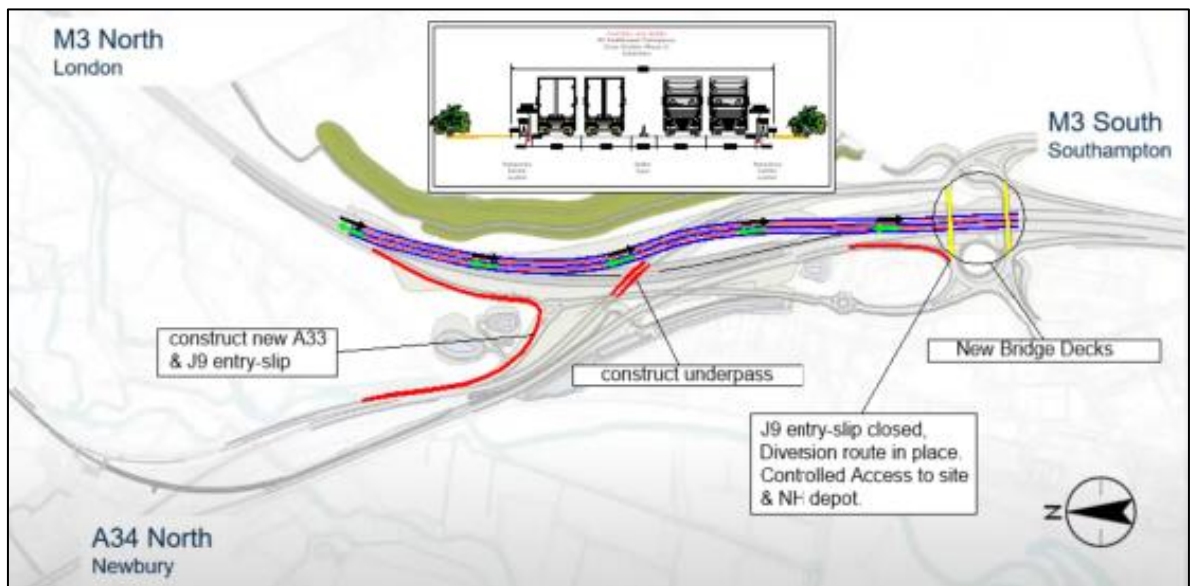 M3 North
London
M3 South
Southampton
construct new A33
& J9 entry-slip
construct underpass
New Bridge Decks
J9 entry-slip closed,
Diversion route in place.
Controlled Access to site
& NH depot.
N
A34 North
Newbury